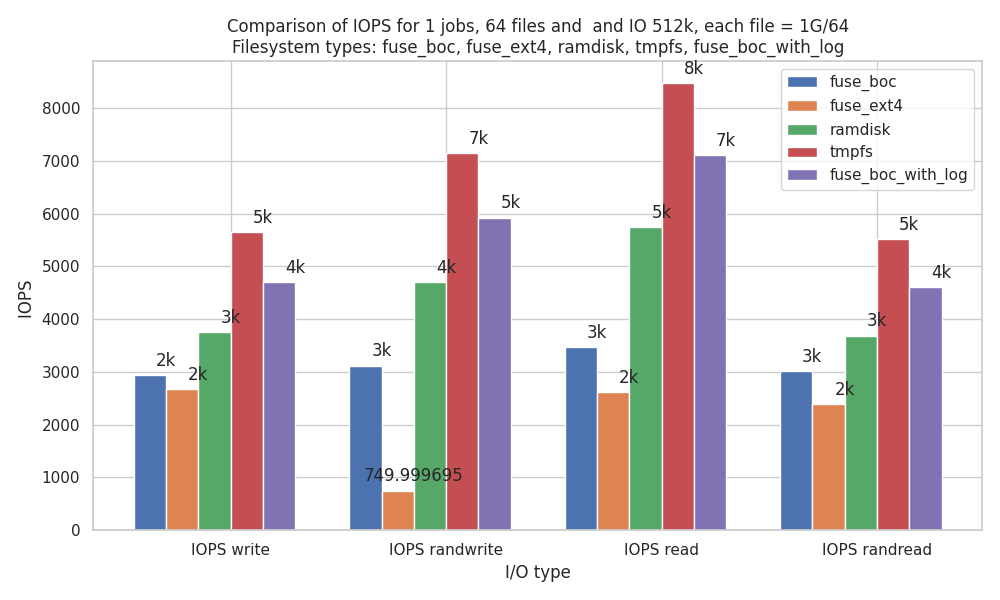 Comparison of IOPS for 1 jobs, 64 files and  and IO 512k, each file = 1G/64
Filesystem types: fuse_boc, fuse_ext4, ramdisk, tmpfs, fuse_boc_with_log
fuse_boc
fuse_ext4
ramdisk
tmpfs
fuse_boc_with_log
IOPS
8000
7000
6000
5000
4000
3000
2000
1000
0
2k
2k
3k
5k
4k
3k
749.999695
4k
7k
5k
3k
2k
5k
8k
7k
3k
2k
3k
5k
4k
IOPS write
IOPS randwrite
IOPS read
IOPS randread
I/O type